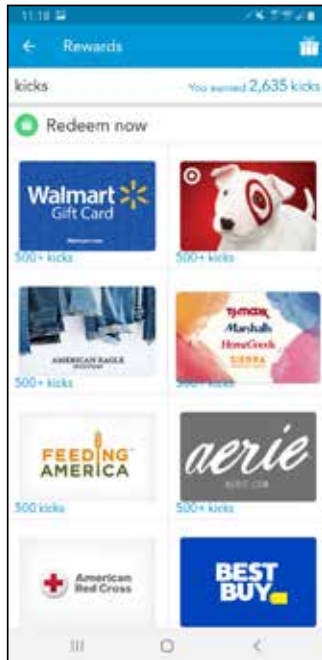 11:18
Rewards
kicks
You earned 2,635 kicks
Redeem now
Walmart
Gift Card
500+ kicks
500+ kicks
AMERICAN EAGLE
500+ kicks
TJ-maxx
Marshalls
HomeGoods
SIERRA
500+ kicks
FEEDING
AMERICA
500 kicks
aerie
AERIE.COM
500+ kicks
American
Red Cross
BEST
BUY